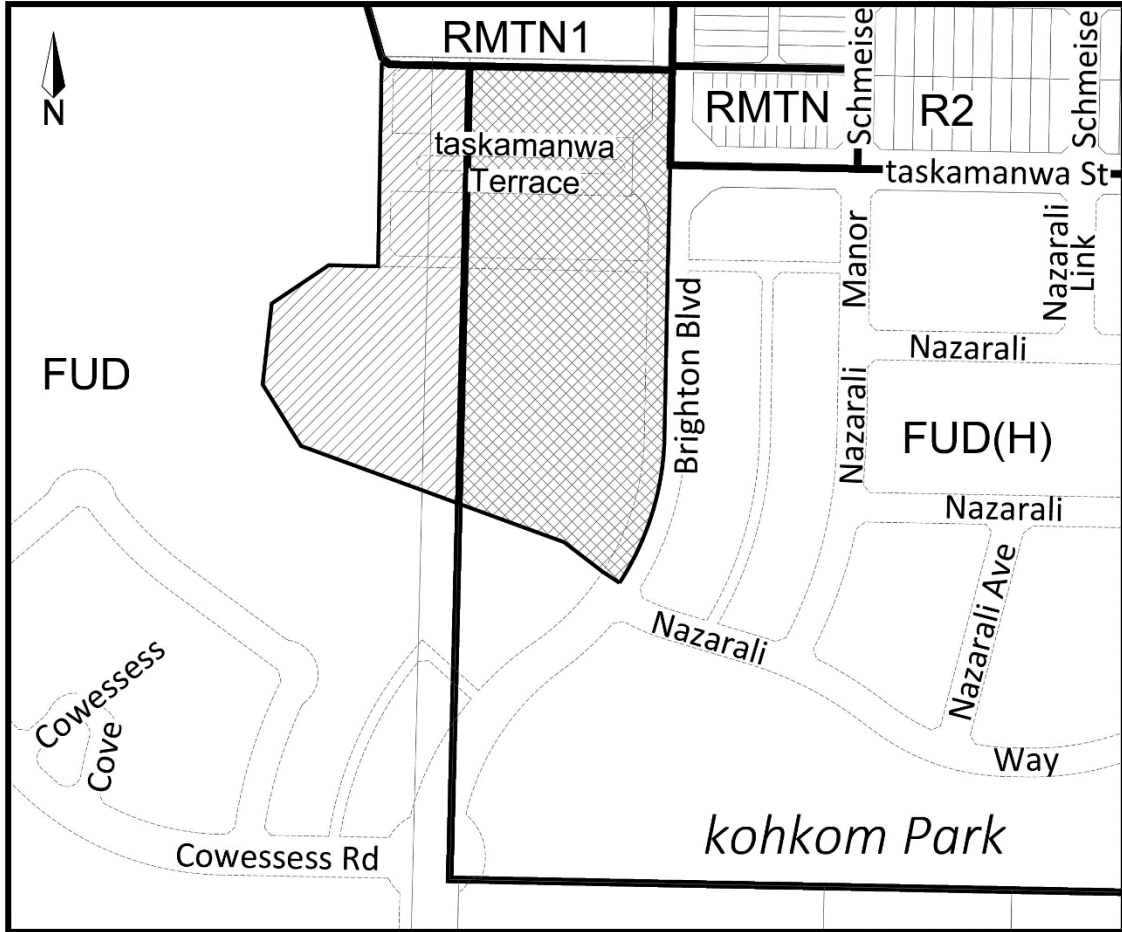 RMTN1
N
RMTN
Schmeise
R2
Schmeise
taskamanwa
Terrace
taskamanwa St
Nazarali
Link
Manor
Brighton Blvd
Nazarali
FUD
Nazarali
FUD(H)
Nazarali
Nazarali Ave
Nazarali
Way
Cowessess
Cove
kohkom Park
Cowessess Rd